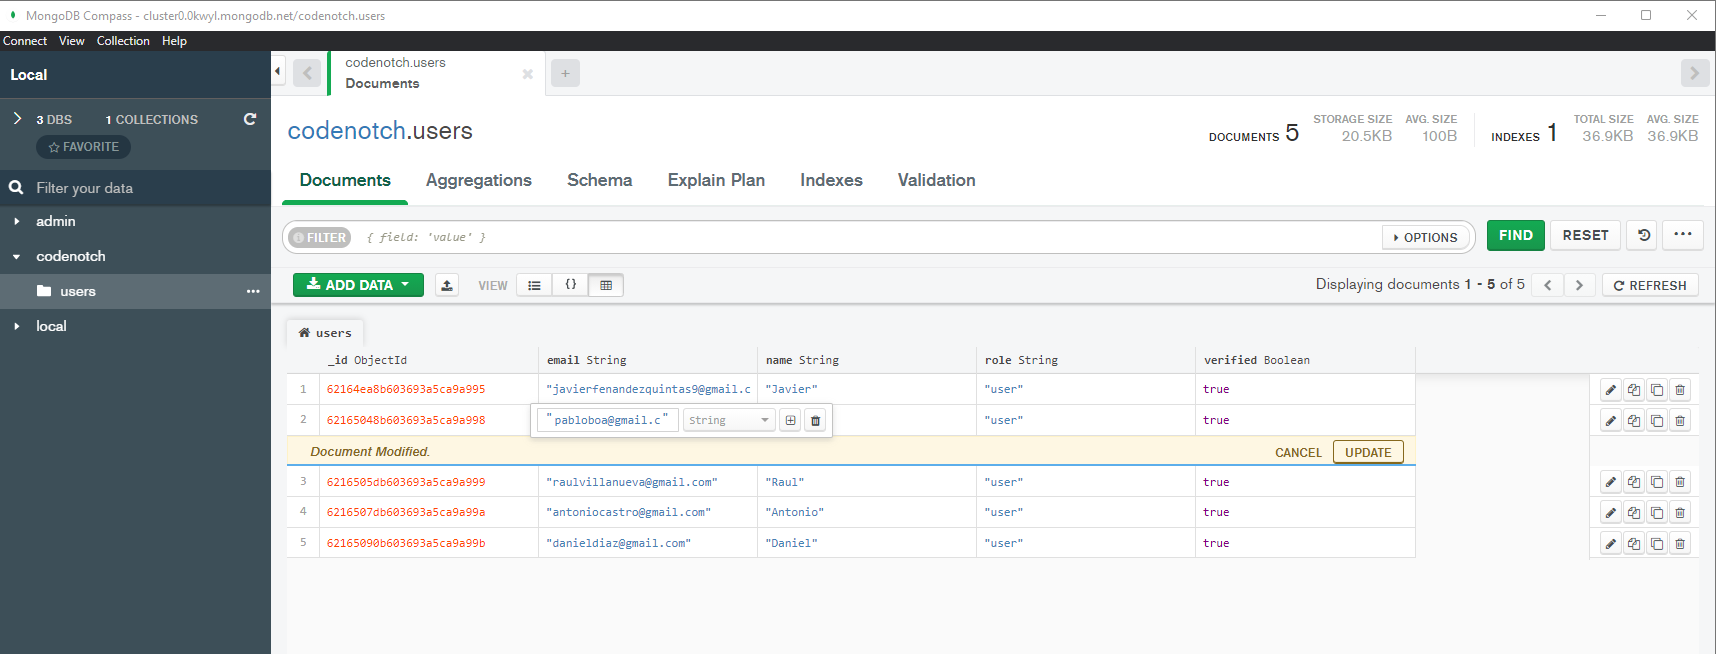 MongoDB Compass - cluster0.0kwyl.mongodb.net/codenotch.users
Connect View Collection Help
Local
codenotch.users
Documents
3 DBS 1 COLLECTIONS
FAVORITE
codenotch.users
DOCUMENTS 5 STORAGE SIZE 20.5KB AVG. SIZE 100B INDEXES 1 TOTAL SIZE 36.9KB AVG. SIZE 36.9KB
Filter your data
Documents Aggregations Schema Explain Plan Indexes Validation
admin
codenotch
users
local
FILTER { field: 'value' } OPTIONS FIND RESET
ADD DATA VIEW {} Displaying documents 1 - 5 of 5 REFRESH
users
_id ObjectId email String name String role String verified Boolean
1 62164ea8b603693a5ca9a995 "javierfenandezquintas9@gmail.c "Javier" "user" true
2 62165048b603693a5ca9a998 "pabloboa@gmail.c" String "user" true
Document Modified. CANCEL UPDATE
3 6216505db603693a5ca9a999 "raulvillanueva@gmail.com" "Raul" "user" true
4 6216507db603693a5ca9a99a "antoniocastro@gmail.com" "Antonio" "user" true
5 62165090b603693a5ca9a99b "danieldiaz@gmail.com" "Daniel" "user" true